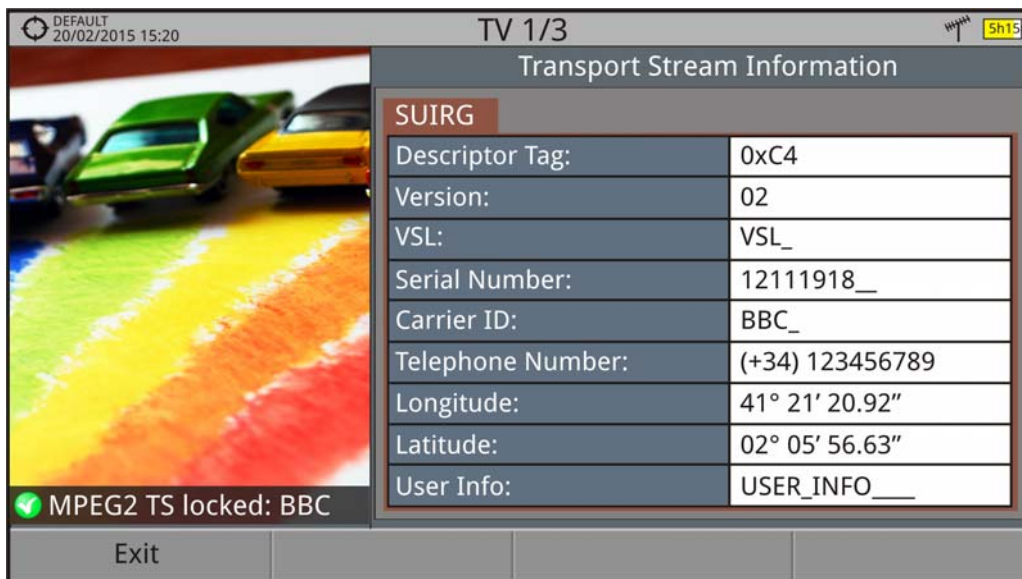 DEFAULT
20/02/2015 15:20
TV 1/3
5h15
Transport Stream Information
SUIRG
Descriptor Tag: 0xC4
Version: 02
VSL: VSL_
Serial Number: 12111918__
Carrier ID: BBC_
Telephone Number: (+34) 123456789
Longitude: 41° 21’ 20.92”
Latitude: 02° 05’ 56.63”
User Info: USER_INFO____
MPEG2 TS locked: BBC
Exit